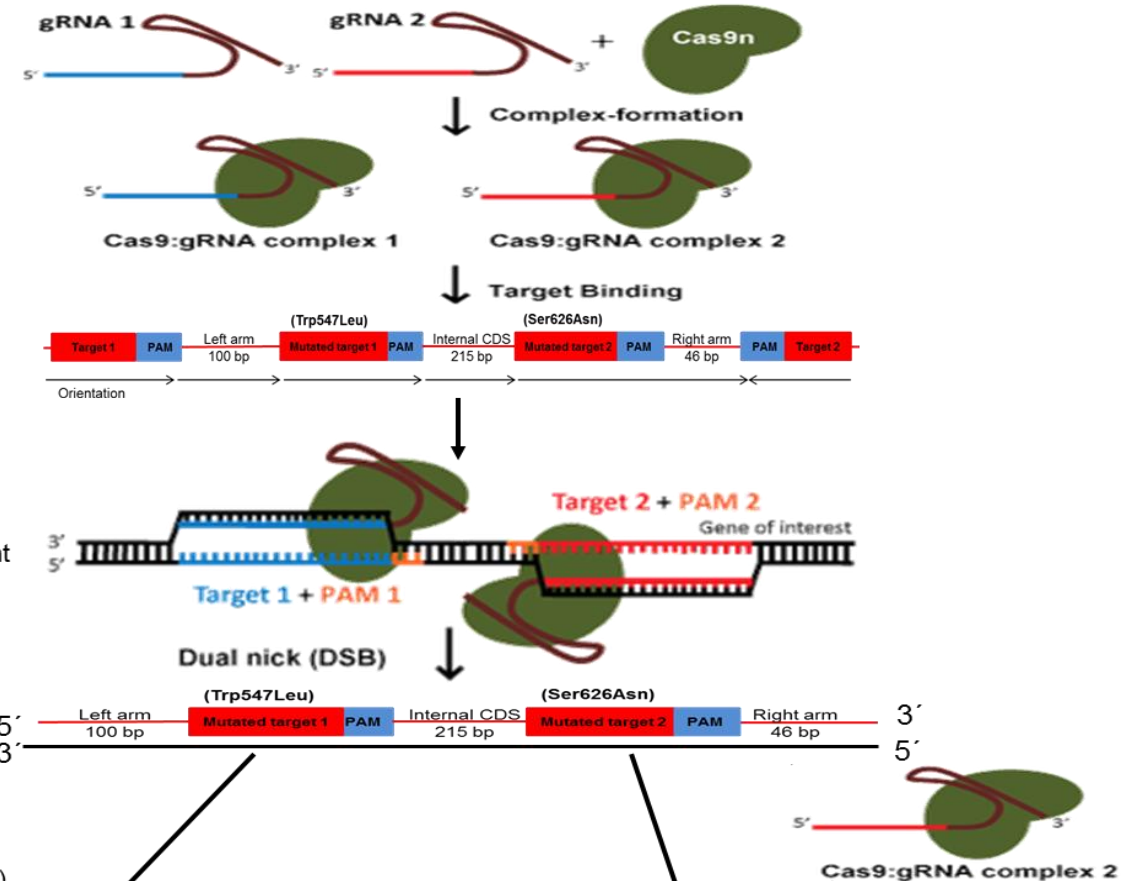 gRNA 1
gRNA 2
+
Cas9n
5′
3′
5′
3′
Complex-formation
5′
3′
5′
3′
Cas9:gRNA complex 1
Cas9:gRNA complex 2
Target Binding
(Trp547Leu)
(Ser626Asn)
Target 1
PAM
Left arm
100 bp
Mutated target 1
PAM
Internal CDS
215 bp
Mutated target 2
PAM
Right arm
46 bp
PAM
Target 2
Orientation
Target 2 + PAM 2
Gene of interest
3′
5′
nt
Target 1 + PAM 1
Dual nick (DSB)
(Trp547Leu)
(Ser626Asn)
5´
Left arm
100 bp
Mutated target 1
PAM
Internal CDS
215 bp
Mutated target 2
PAM
Right arm
46 bp
3´
3´
5´
5′
3′
Cas9:gRNA complex 2
)